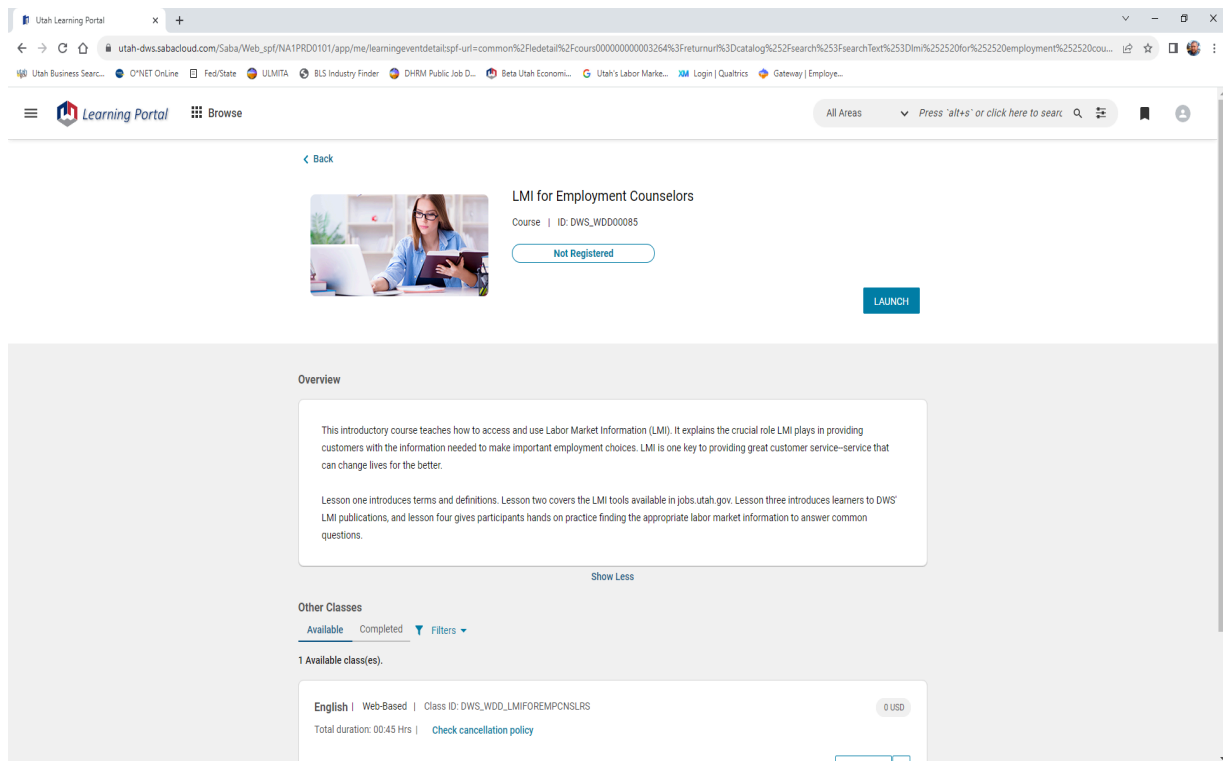 Utah Learning Portal
utah-dws.sabacloud.com/Saba/Web_spf/NA1PRD0101/app/me/learningeventdetail;spf-url=common%2Fledetail%2Fcours000000000003264%3Freturnurl%3Dcatalog%252Fsearch%253FsearchText%253Dlmi%252520for%252520employment%252520cou...
Utah Business Searc... O*NET OnLine Fed/State ULMITA BLS Industry Finder DHRM Public Job D... Beta Utah Economi... Utah's Labor Marke... XM Login | Qualtrics Gateway | Employe...
Learning Portal Browse All Areas Press `alt+s` or click here to searc
Back
LMI for Employment Counselors
Course | ID: DWS_WDD00085
Not Registered
LAUNCH
Overview
This introductory course teaches how to access and use Labor Market Information (LMI). It explains the crucial role LMI plays in providing
customers with the information needed to make important employment choices. LMI is one key to providing great customer service--service that
can change lives for the better.
Lesson one introduces terms and definitions. Lesson two covers the LMI tools available in jobs.utah.gov. Lesson three introduces learners to DWS'
LMI publications, and lesson four gives participants hands on practice finding the appropriate labor market information to answer common
questions.
Show Less
Other Classes
Available Completed Filters
1 Available class(es).
English | Web-Based | Class ID: DWS_WDD_LMIFOREMPCNSLRS 0 USD
Total duration: 00:45 Hrs | Check cancellation policy